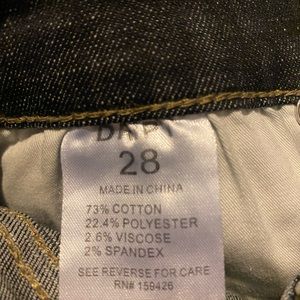 28
MADE IN CHINA
73% COTTON
22.4% POLYESTER
2.6% VISCOSE
2% SPANDEX
SEE REVERSE FOR CARE
RN# 159426